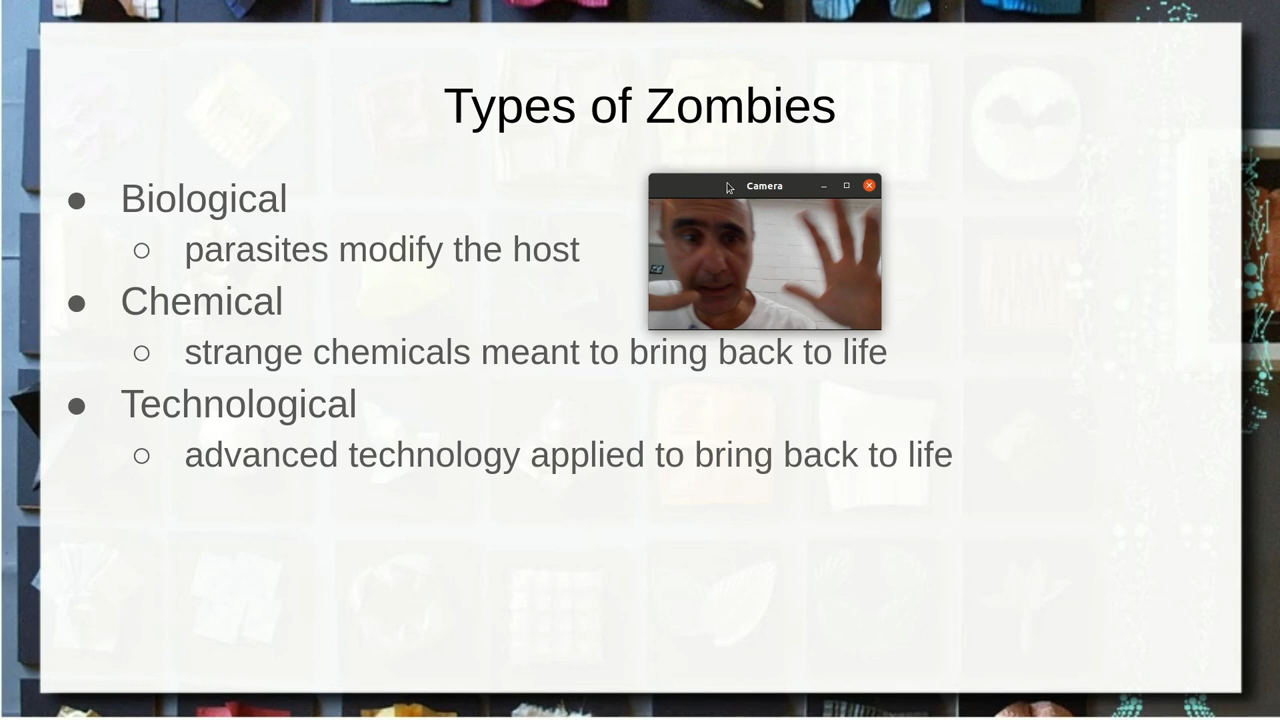 Types of Zombies
● Biological
○ parasites modify the host
Camera
● Chemical
○ strange chemicals meant to bring back to life
● Technological
○ advanced technology applied to bring back to life